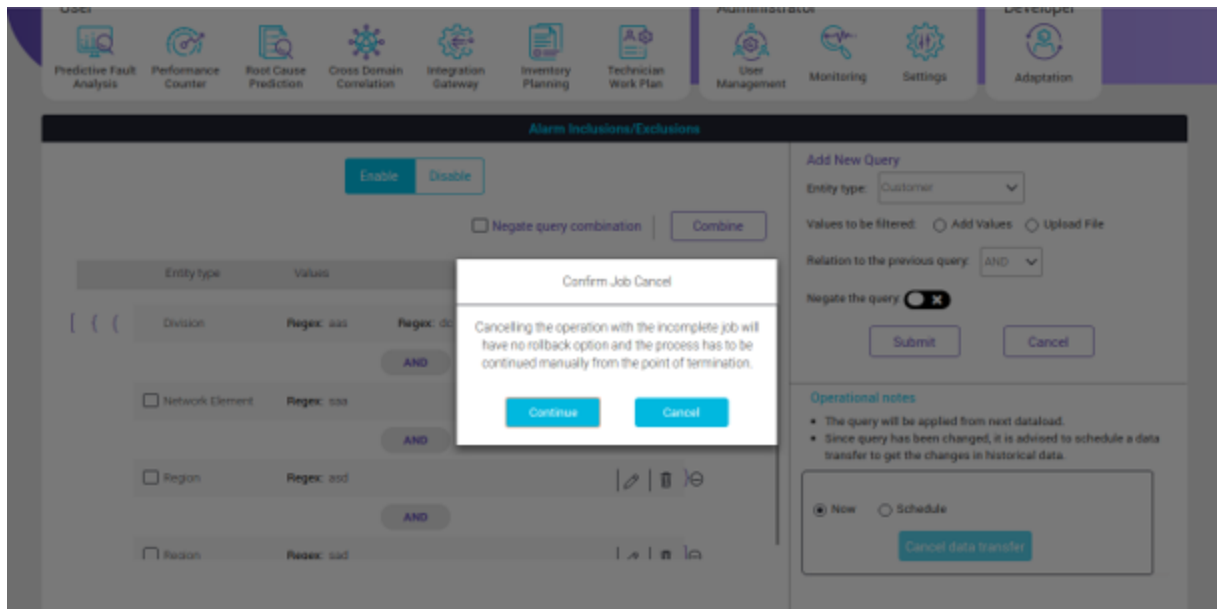 User
Administrator
Developer
Predictive Fault
Analysis
Performance
Counter
Root Cause
Prediction
Cross Domain
Correlation
Integration
Gateway
Inventory
Planning
Technician
Work Plan
User
Management
Monitoring
Settings
Adaptation
Alarm Inclusions/Exclusions
Enable Disable
Negate query combination Combine
Entity type Values
[ ( ( Division Regex: aas Regex: dc
AND
Network Element Regex: saa
AND
Region Regex: asd )
AND
Region Regex: sad ]
Confirm Job Cancel
Cancelling the operation with the incomplete job will
have no rollback option and the process has to be
continued manually from the point of termination.
Continue Cancel
Add New Query
Entity type: Customer
Values to be filtered: Add Values Upload File
Relation to the previous query: AND
Negate the query:
Submit Cancel
Operational notes
• The query will be applied from next dataload.
• Since query has been changed, it is advised to schedule a data
transfer to get the changes in historical data.
Now Schedule
Cancel data transfer